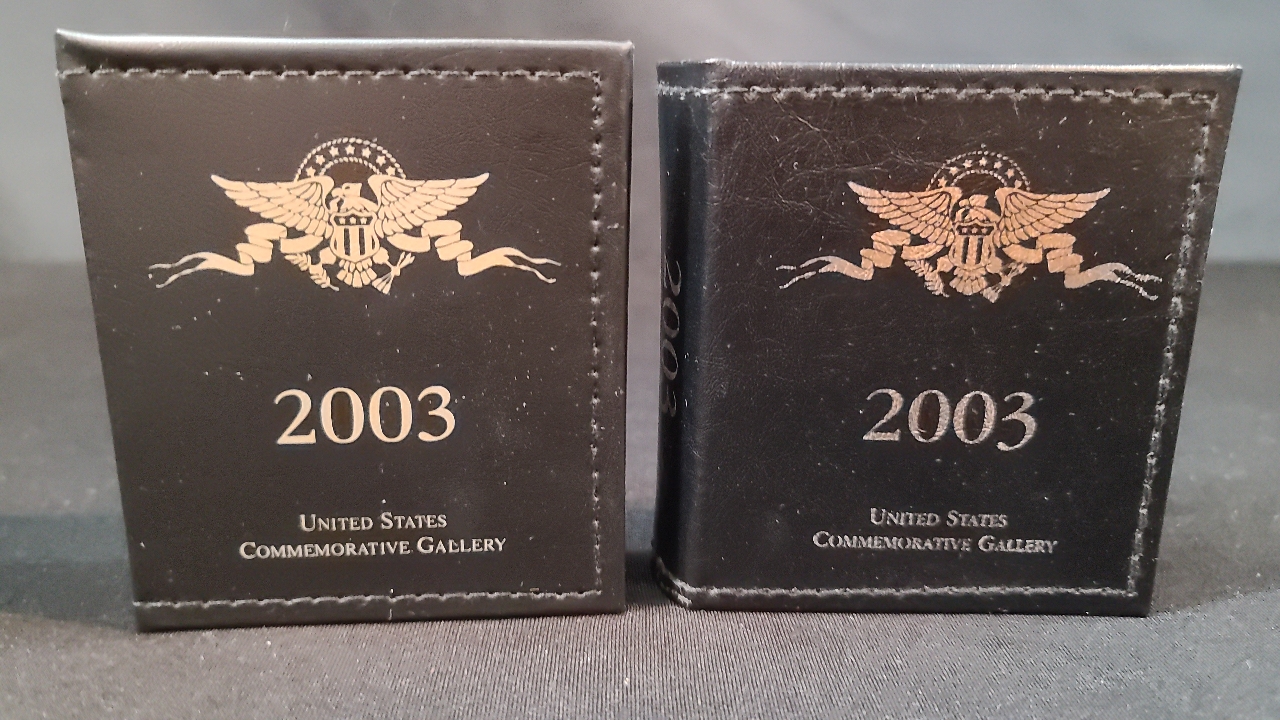 2003
UNITED STATES
COMMEMORATIVE GALLERY
2003
2003
UNITED STATES
COMMEMORATIVE GALLERY